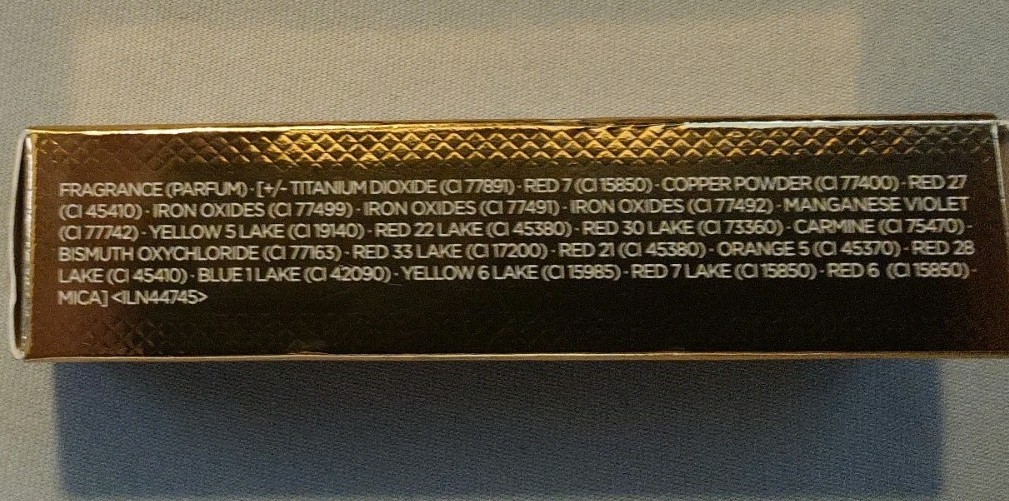 FRAGRANCE (PARFUM) · [+/- TITANIUM DIOXIDE (CI 77891) · RED 7 (CI 15850) · COPPER POWDER (CI 77400) · RED 27
(CI 45410) · IRON OXIDES (CI 77499) · IRON OXIDES (CI 77491) · IRON OXIDES (CI 77492) · MANGANESE VIOLET
(CI 77742) · YELLOW 5 LAKE (CI 19140) · RED 22 LAKE (CI 45380) · RED 30 LAKE (CI 73360) · CARMINE (CI 75470) ·
BISMUTH OXYCHLORIDE (CI 77163) · RED 33 LAKE (CI 17200) · RED 21 (CI 45380) · ORANGE 5 (CI 45370) · RED 28
LAKE (CI 45410) · BLUE 1 LAKE (CI 42090) · YELLOW 6 LAKE (CI 15985) · RED 7 LAKE (CI 15850) · RED 6 (CI 15850) ·
MICA] <ILN44745>